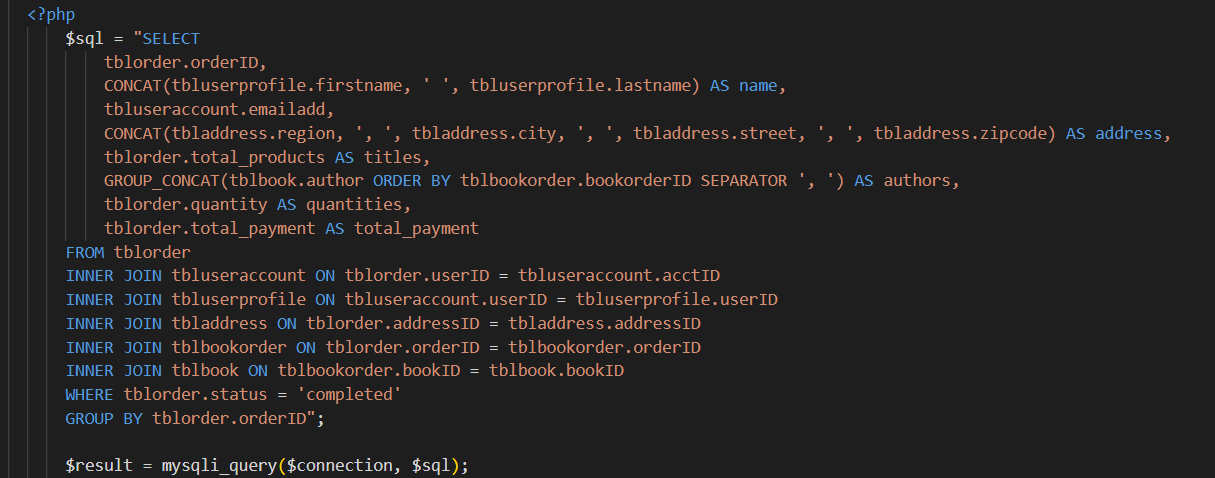 <?php
$sql = "SELECT
tblorder.orderID,
CONCAT(tbluserprofile.firstname, ' ', tbluserprofile.lastname) AS name,
tbluseraccount.emailadd,
CONCAT(tbladdress.region, ', ', tbladdress.city, ', ', tbladdress.street, ', ', tbladdress.zipcode) AS address,
tblorder.total_products AS titles,
GROUP_CONCAT(tblbook.author ORDER BY tblbookorder.bookorderID SEPARATOR ', ') AS authors,
tblorder.quantity AS quantities,
tblorder.total_payment AS total_payment
FROM tblorder
INNER JOIN tbluseraccount ON tblorder.userID = tbluseraccount.acctID
INNER JOIN tbluserprofile ON tbluseraccount.userID = tbluserprofile.userID
INNER JOIN tbladdress ON tblorder.addressID = tbladdress.addressID
INNER JOIN tblbookorder ON tblorder.orderID = tblbookorder.orderID
INNER JOIN tblbook ON tblbookorder.bookID = tblbook.bookID
WHERE tblorder.status = 'completed'
GROUP BY tblorder.orderID";
$result = mysqli_query($connection, $sql);